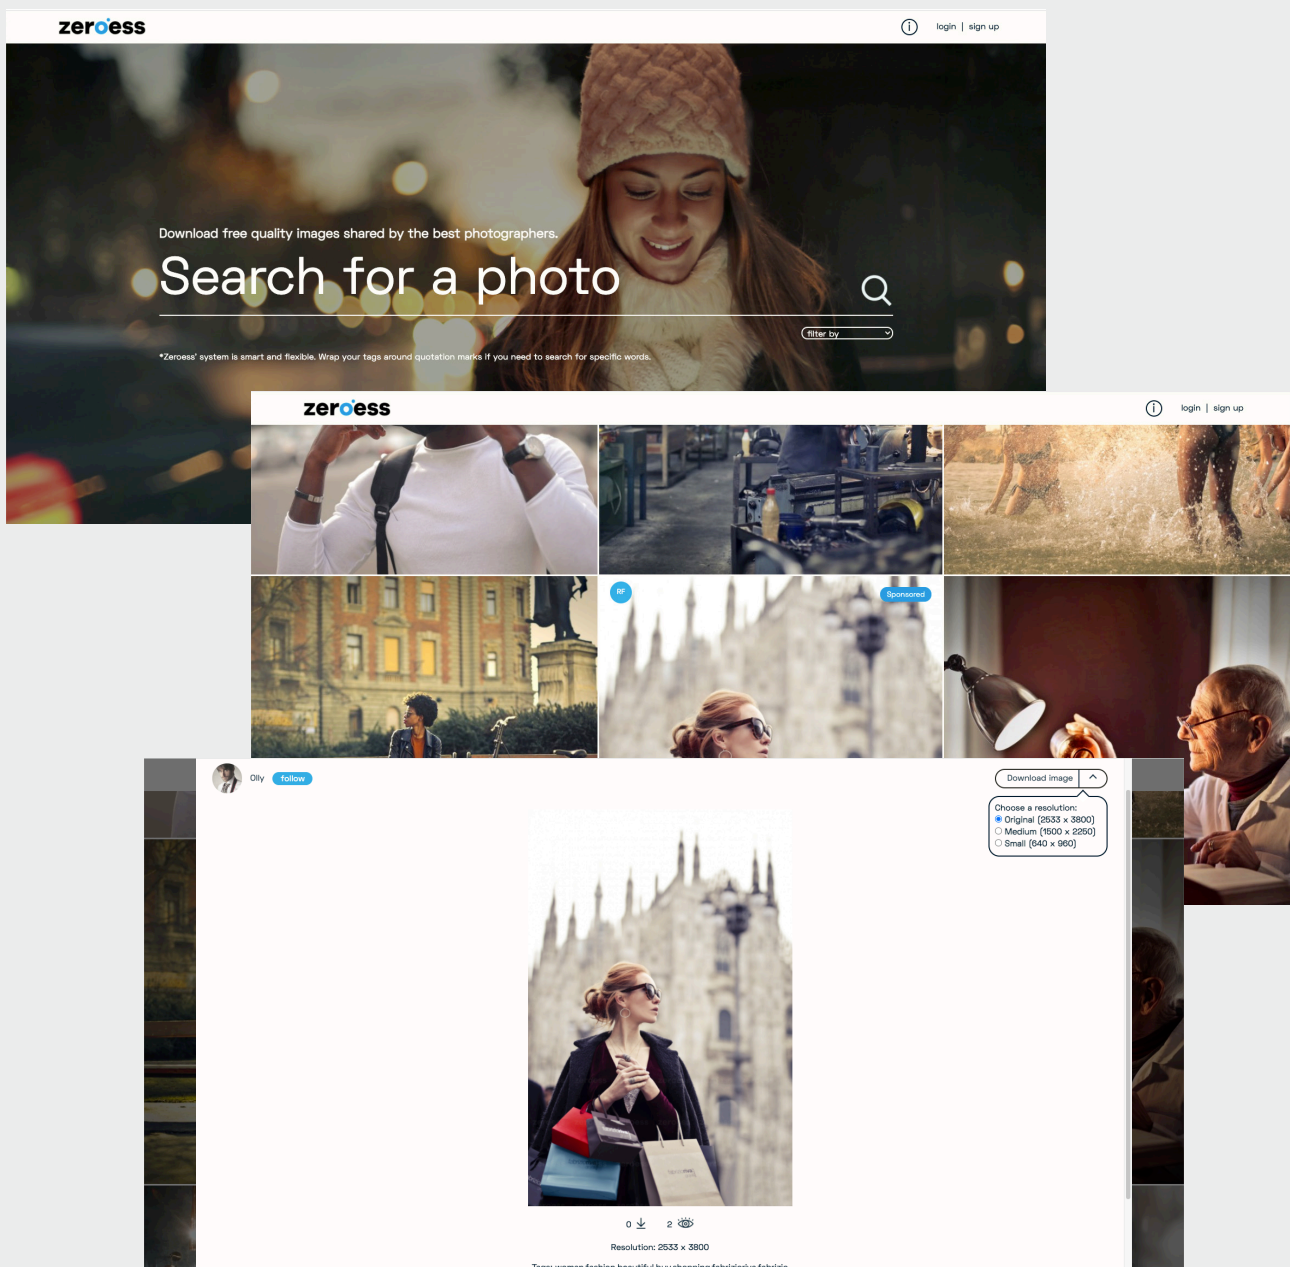 zeroess
login | sign up
Download free quality images shared by the best photographers.
Search for a photo
filter by
*Zeroess' system is smart and flexible. Wrap your tags around quotation marks if you need to search for specific words.
zeroess
login | sign up
RF
Sponsored
Olly
follow
Download image
Choose a resolution:
Original (2533 x 3800)
Medium (1500 x 2250)
Small (640 x 960)
0
2
Resolution: 2533 x 3800